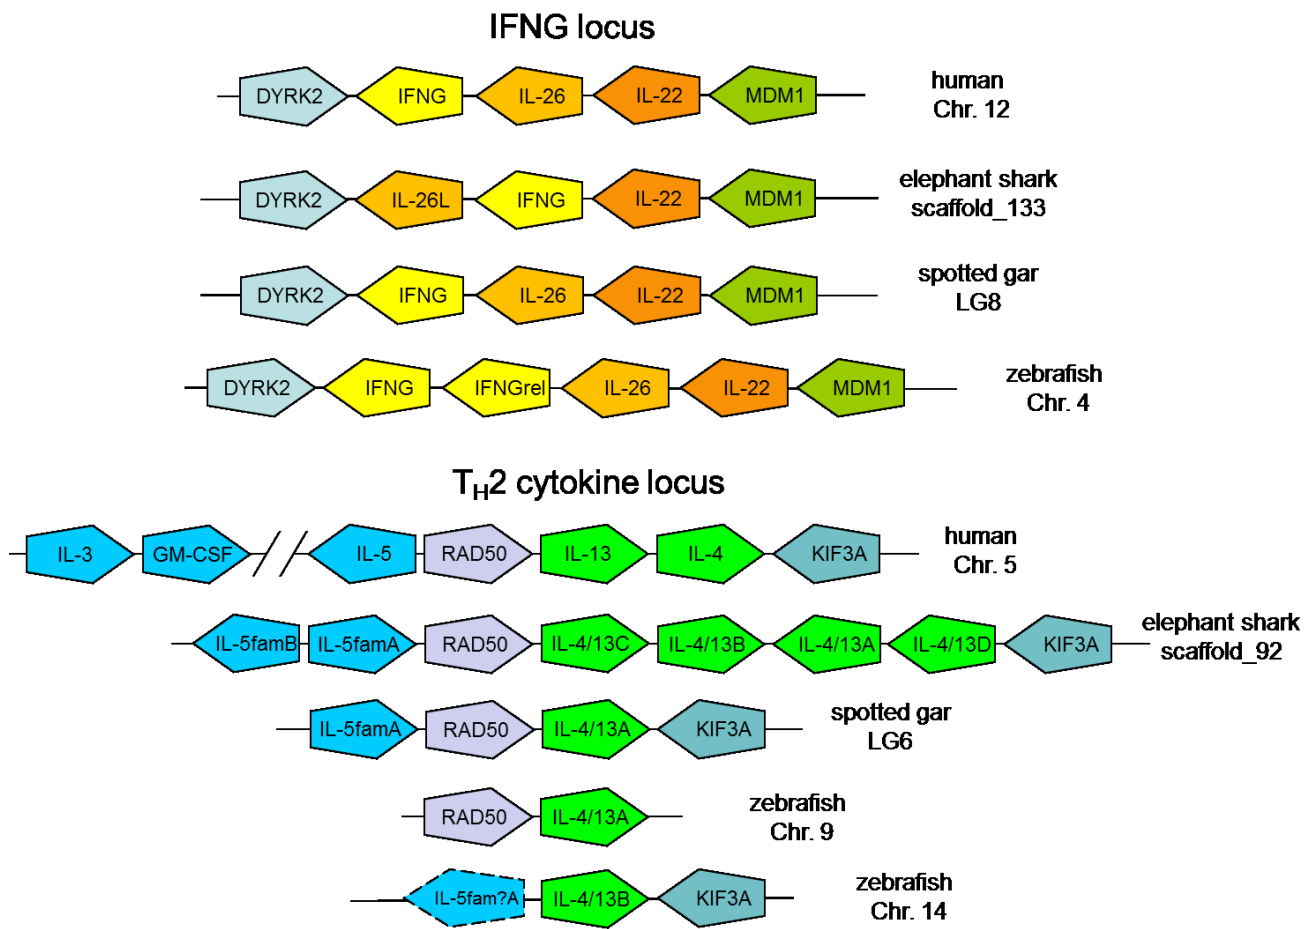 IFNG locus
DYRK2 IFNG IL-26 IL-22 MDM1 human
Chr. 12
DYRK2 IL-26L IFNG IL-22 MDM1 elephant shark
scaffold_133
DYRK2 IFNG IL-26 IL-22 MDM1 spotted gar
LG8
DYRK2 IFNG IFNGrel IL-26 IL-22 MDM1 zebrafish
Chr. 4
TH2 cytokine locus
IL-3 GM-CSF IL-5 RAD50 IL-13 IL-4 KIF3A human
Chr. 5
IL-5famB IL-5famA RAD50 IL-4/13C IL-4/13B IL-4/13A IL-4/13D KIF3A elephant shark
scaffold_92
IL-5famA RAD50 IL-4/13A KIF3A spotted gar
LG6
RAD50 IL-4/13A zebrafish
Chr. 9
IL-5fam?A IL-4/13B KIF3A zebrafish
Chr. 14